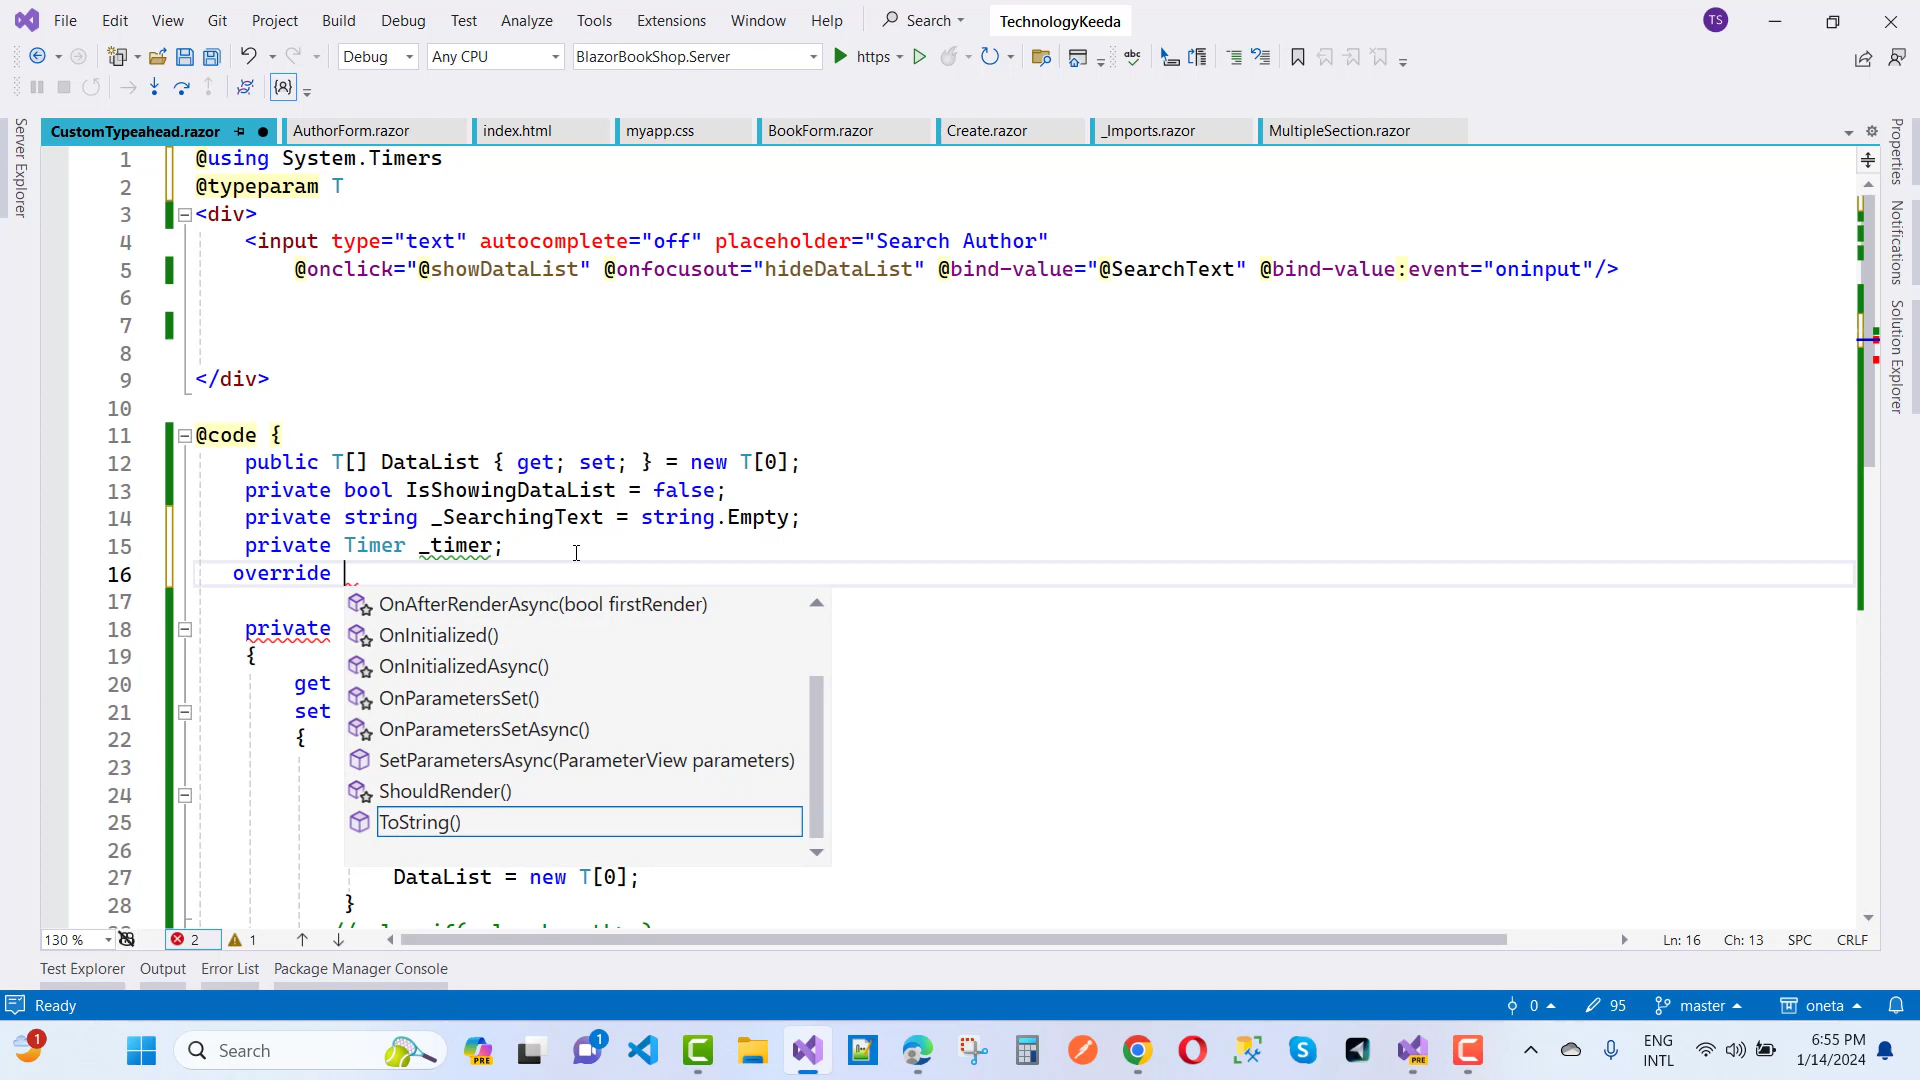 File Edit View Git Project Build Debug Test Analyze Tools Extensions Window Help Search TechnologyKeeda TS
Debug Any CPU BlazorBookShop.Server https
CustomTypeahead.razor AuthorForm.razor index.html myapp.css BookForm.razor Create.razor _Imports.razor MultipleSection.razor
Server Explorer
Properties
Notifications
Solution Explorer
1 @using System.Timers
2 @typeparam T
3 <div>
4 <input type="text" autocomplete="off" placeholder="Search Author"
5 @onclick="@showDataList" @onfocusout="hideDataList" @bind-value="@SearchText" @bind-value:event="oninput"/>
6
7
8
9 </div>
10
11 @code {
12 public T[] DataList { get; set; } = new T[0];
13 private bool IsShowingDataList = false;
14 private string _SearchingText = string.Empty;
15 private Timer _timer;
16 override
17 OnAfterRenderAsync(bool firstRender)
18 private OnInitialized()
19 { OnInitializedAsync()
20 get OnParametersSet()
21 set OnParametersSetAsync()
22 {
23 SetParametersAsync(ParameterView parameters)
24 ShouldRender()
25 ToString()
26
27 DataList = new T[0];
28 }
130 % 2 1 Ln: 16 Ch: 13 SPC CRLF
Test Explorer Output Error List Package Manager Console
Ready 0 95 master oneta
1 Search PRE 1 PRE ENG INTL 6:55 PM 1/14/2024